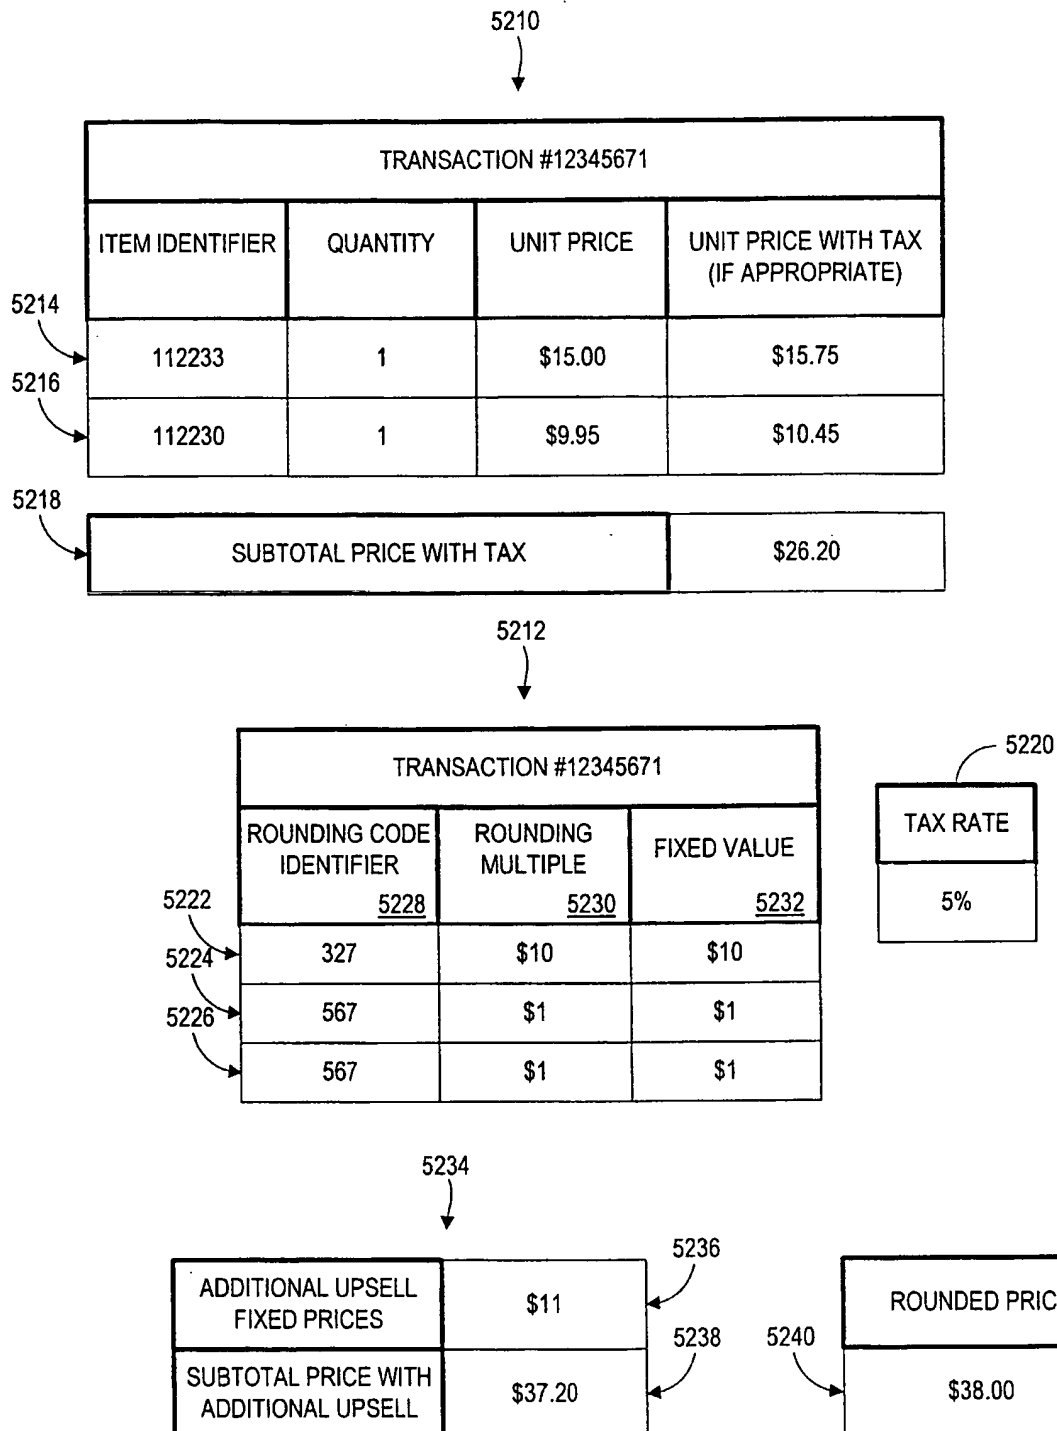 5210
TRANSACTION #12345671
ITEM IDENTIFIER QUANTITY UNIT PRICE UNIT PRICE WITH TAX
(IF APPROPRIATE)
5214
112233 1 $15.00 $15.75
5216
112230 1 $9.95 $10.45
5218
SUBTOTAL PRICE WITH TAX $26.20
5212
5220
TRANSACTION #12345671
TAX RATE
5%
ROUNDING CODE
IDENTIFIER
5228
ROUNDING
MULTIPLE
5230
FIXED VALUE
5232
5222
327 $10 $10
5224
567 $1 $1
5226
567 $1 $1
5234
5236
ADDITIONAL UPSELL
FIXED PRICES
$11
ROUNDED PRIC
5238
5240
SUBTOTAL PRICE WITH
ADDITIONAL UPSELL
$37.20
$38.00